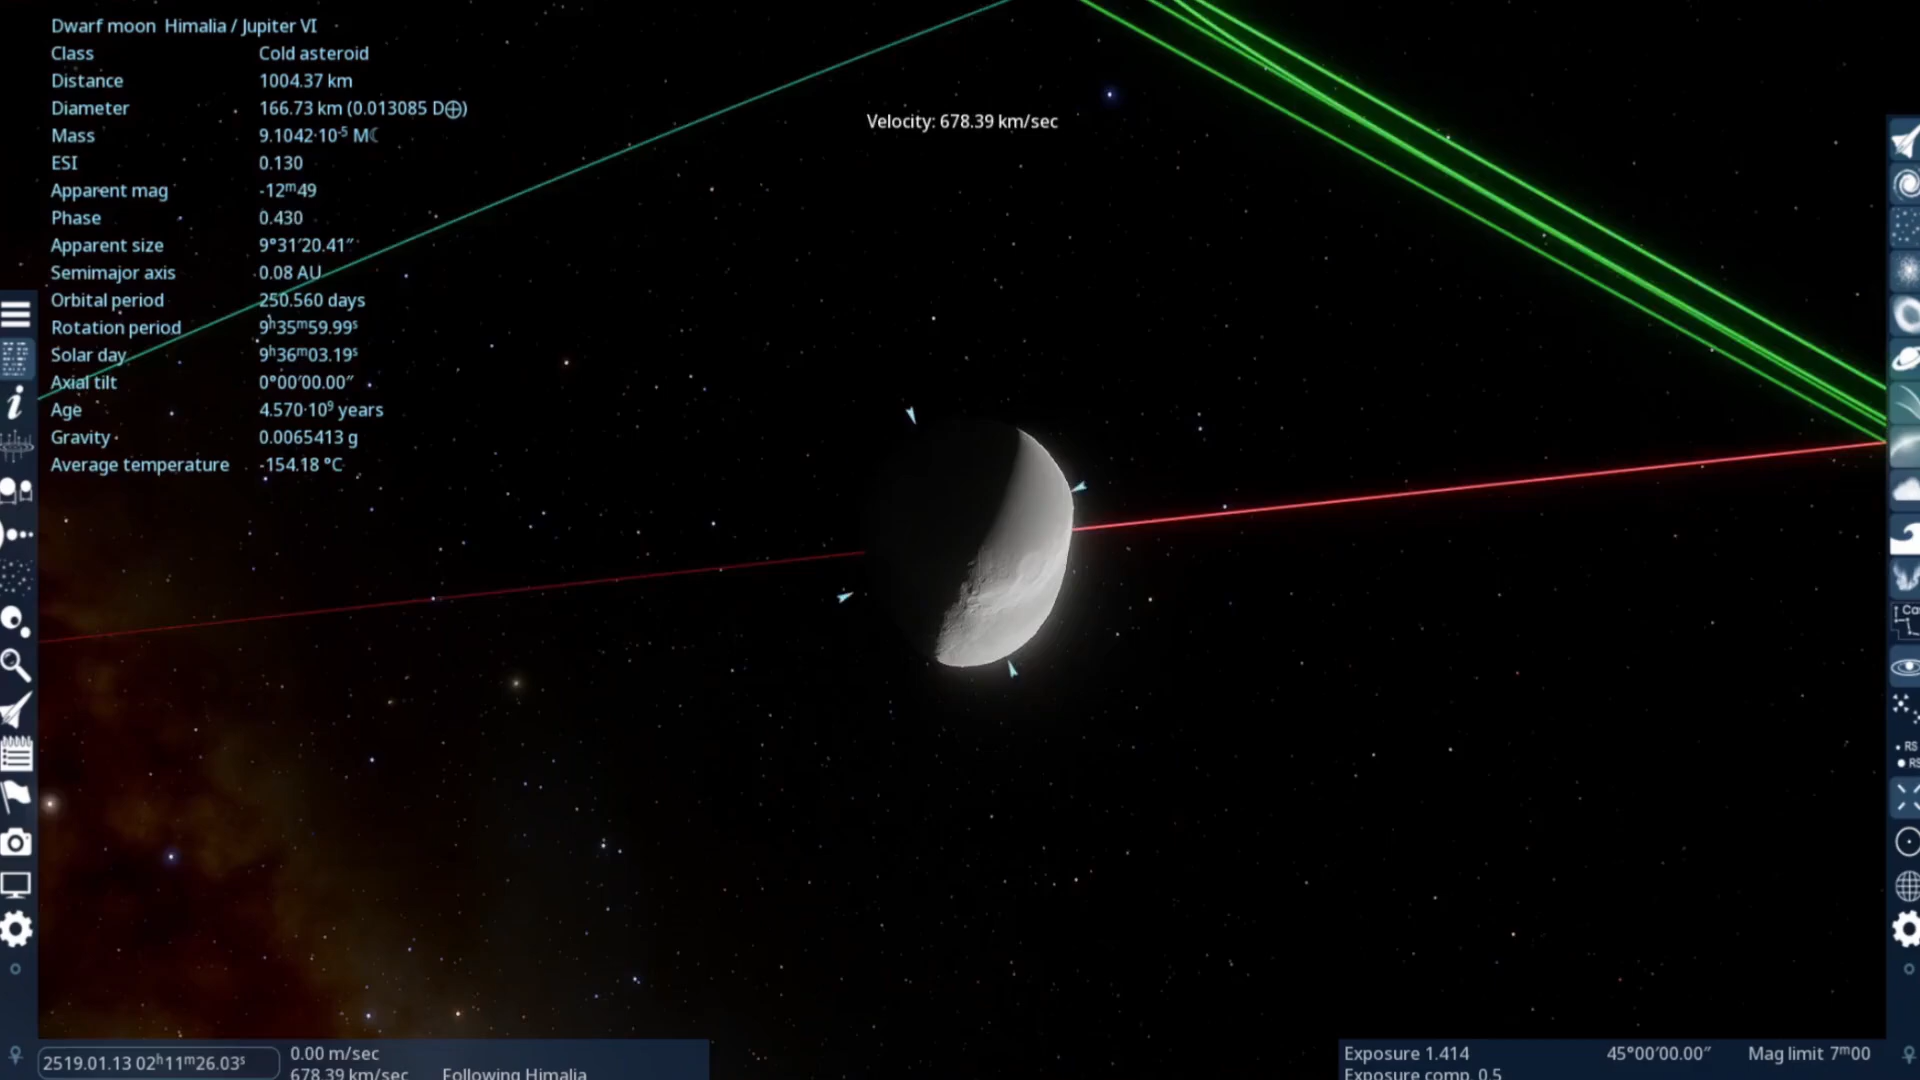 Dwarf moon Himalia / Jupiter VI
Class Cold asteroid
Distance 1004.37 km
Diameter 166.73 km (0.013085 D⊕)
Mass 9.1042·10⁻⁵ M☾
ESI 0.130
Apparent mag -12ᵐ49
Phase 0.430
Apparent size 9°31′20.41″
Semimajor axis 0.08 AU
Orbital period 250.560 days
Rotation period 9ʰ35ᵐ59.99ˢ
Solar day 9ʰ36ᵐ03.19ˢ
Axial tilt 0°00′00.00″
Age 4.570·10⁹ years
Gravity 0.0065413 g
Average temperature -154.18 °C
Velocity: 678.39 km/sec
RS
2519.01.13 02ʰ11ᵐ26.03ˢ
0.00 m/sec
678.39 km/sec Following Himalia
Exposure 1.414 45°00′00.00″ Mag limit 7ᵐ00
Exposure comp. 0.5